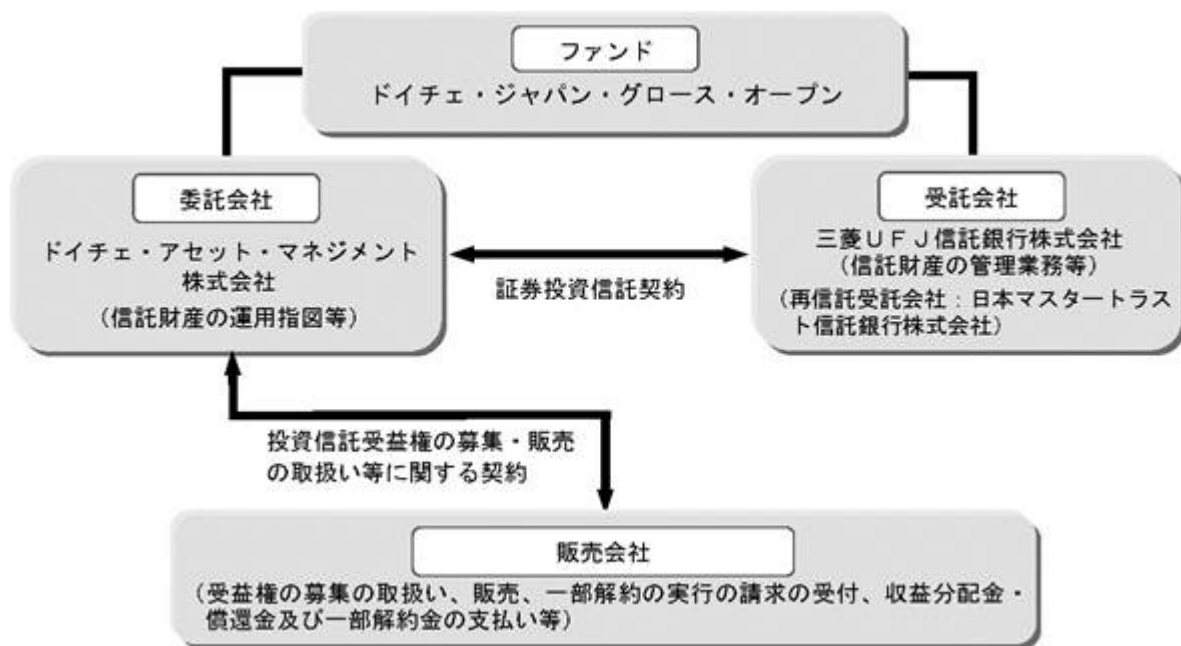 ファンド
ドイチェ・ジャパン・グロース・オープン
委託会社
ドイチェ・アセット・マネジメント
株式会社
(信託財産の運用指図等)
証券投資信託契約
受託会社
三菱UFJ信託銀行株式会社
(信託財産の管理業務等)
(再信託受託会社:日本マスタートラス
ト信託銀行株式会社)
投資信託受益権の募集・販売
の取扱い等に関する契約
販売会社
(受益権の募集の取扱い、販売、一部解約の実行の請求の受付、収益分配金・
償還金及び一部解約金の支払い等)